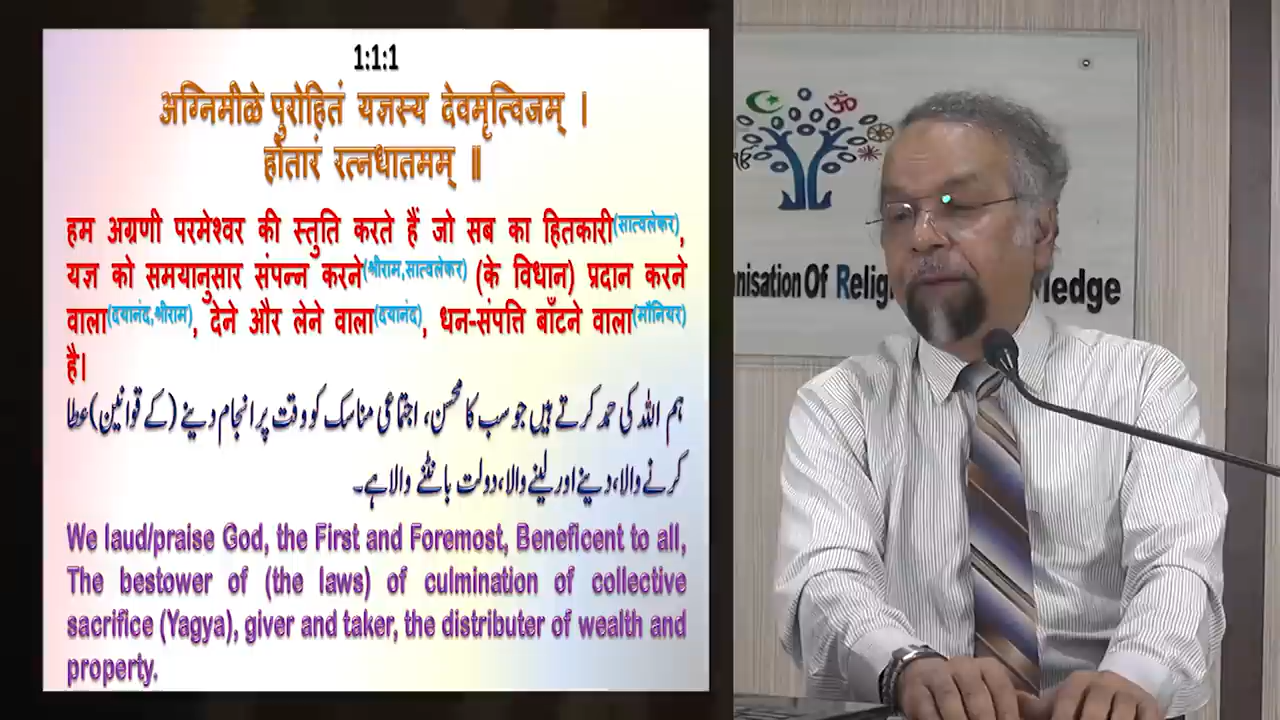 1:1:1
अग्निमीळे पुरोहितं यज्ञस्य देवमृत्विजम् ।
होतारं रत्नधातमम् ॥
हम अग्रणी परमेश्वर की स्तुति करते हैं जो सब का हितकारी(सात्वलेकर),
यज्ञ को समयानुसार संपन्न करने(श्रीराम,सात्वलेकर) (के विधान) प्रदान करने
वाला(दयानंद,श्रीराम), देने और लेने वाला(दयानंद), धन-संपत्ति बाँटने वाला(मौनियर)
है।
ہم اللہ کی حمد کرتے ہیں جو سب کا محسن، اجتماعی مناسک کو وقت پر انجام دینے (کے قوانین) عطا
کرنے والا، دینے اور لینے والا، دولت بانٹنے والا ہے۔
We laud/praise God, the First and Foremost, Beneficent to all,
The bestower of (the laws) of culmination of collective
sacrifice (Yagya), giver and taker, the distributer of wealth and
property.
ॐ
nisation Of Relig ledge